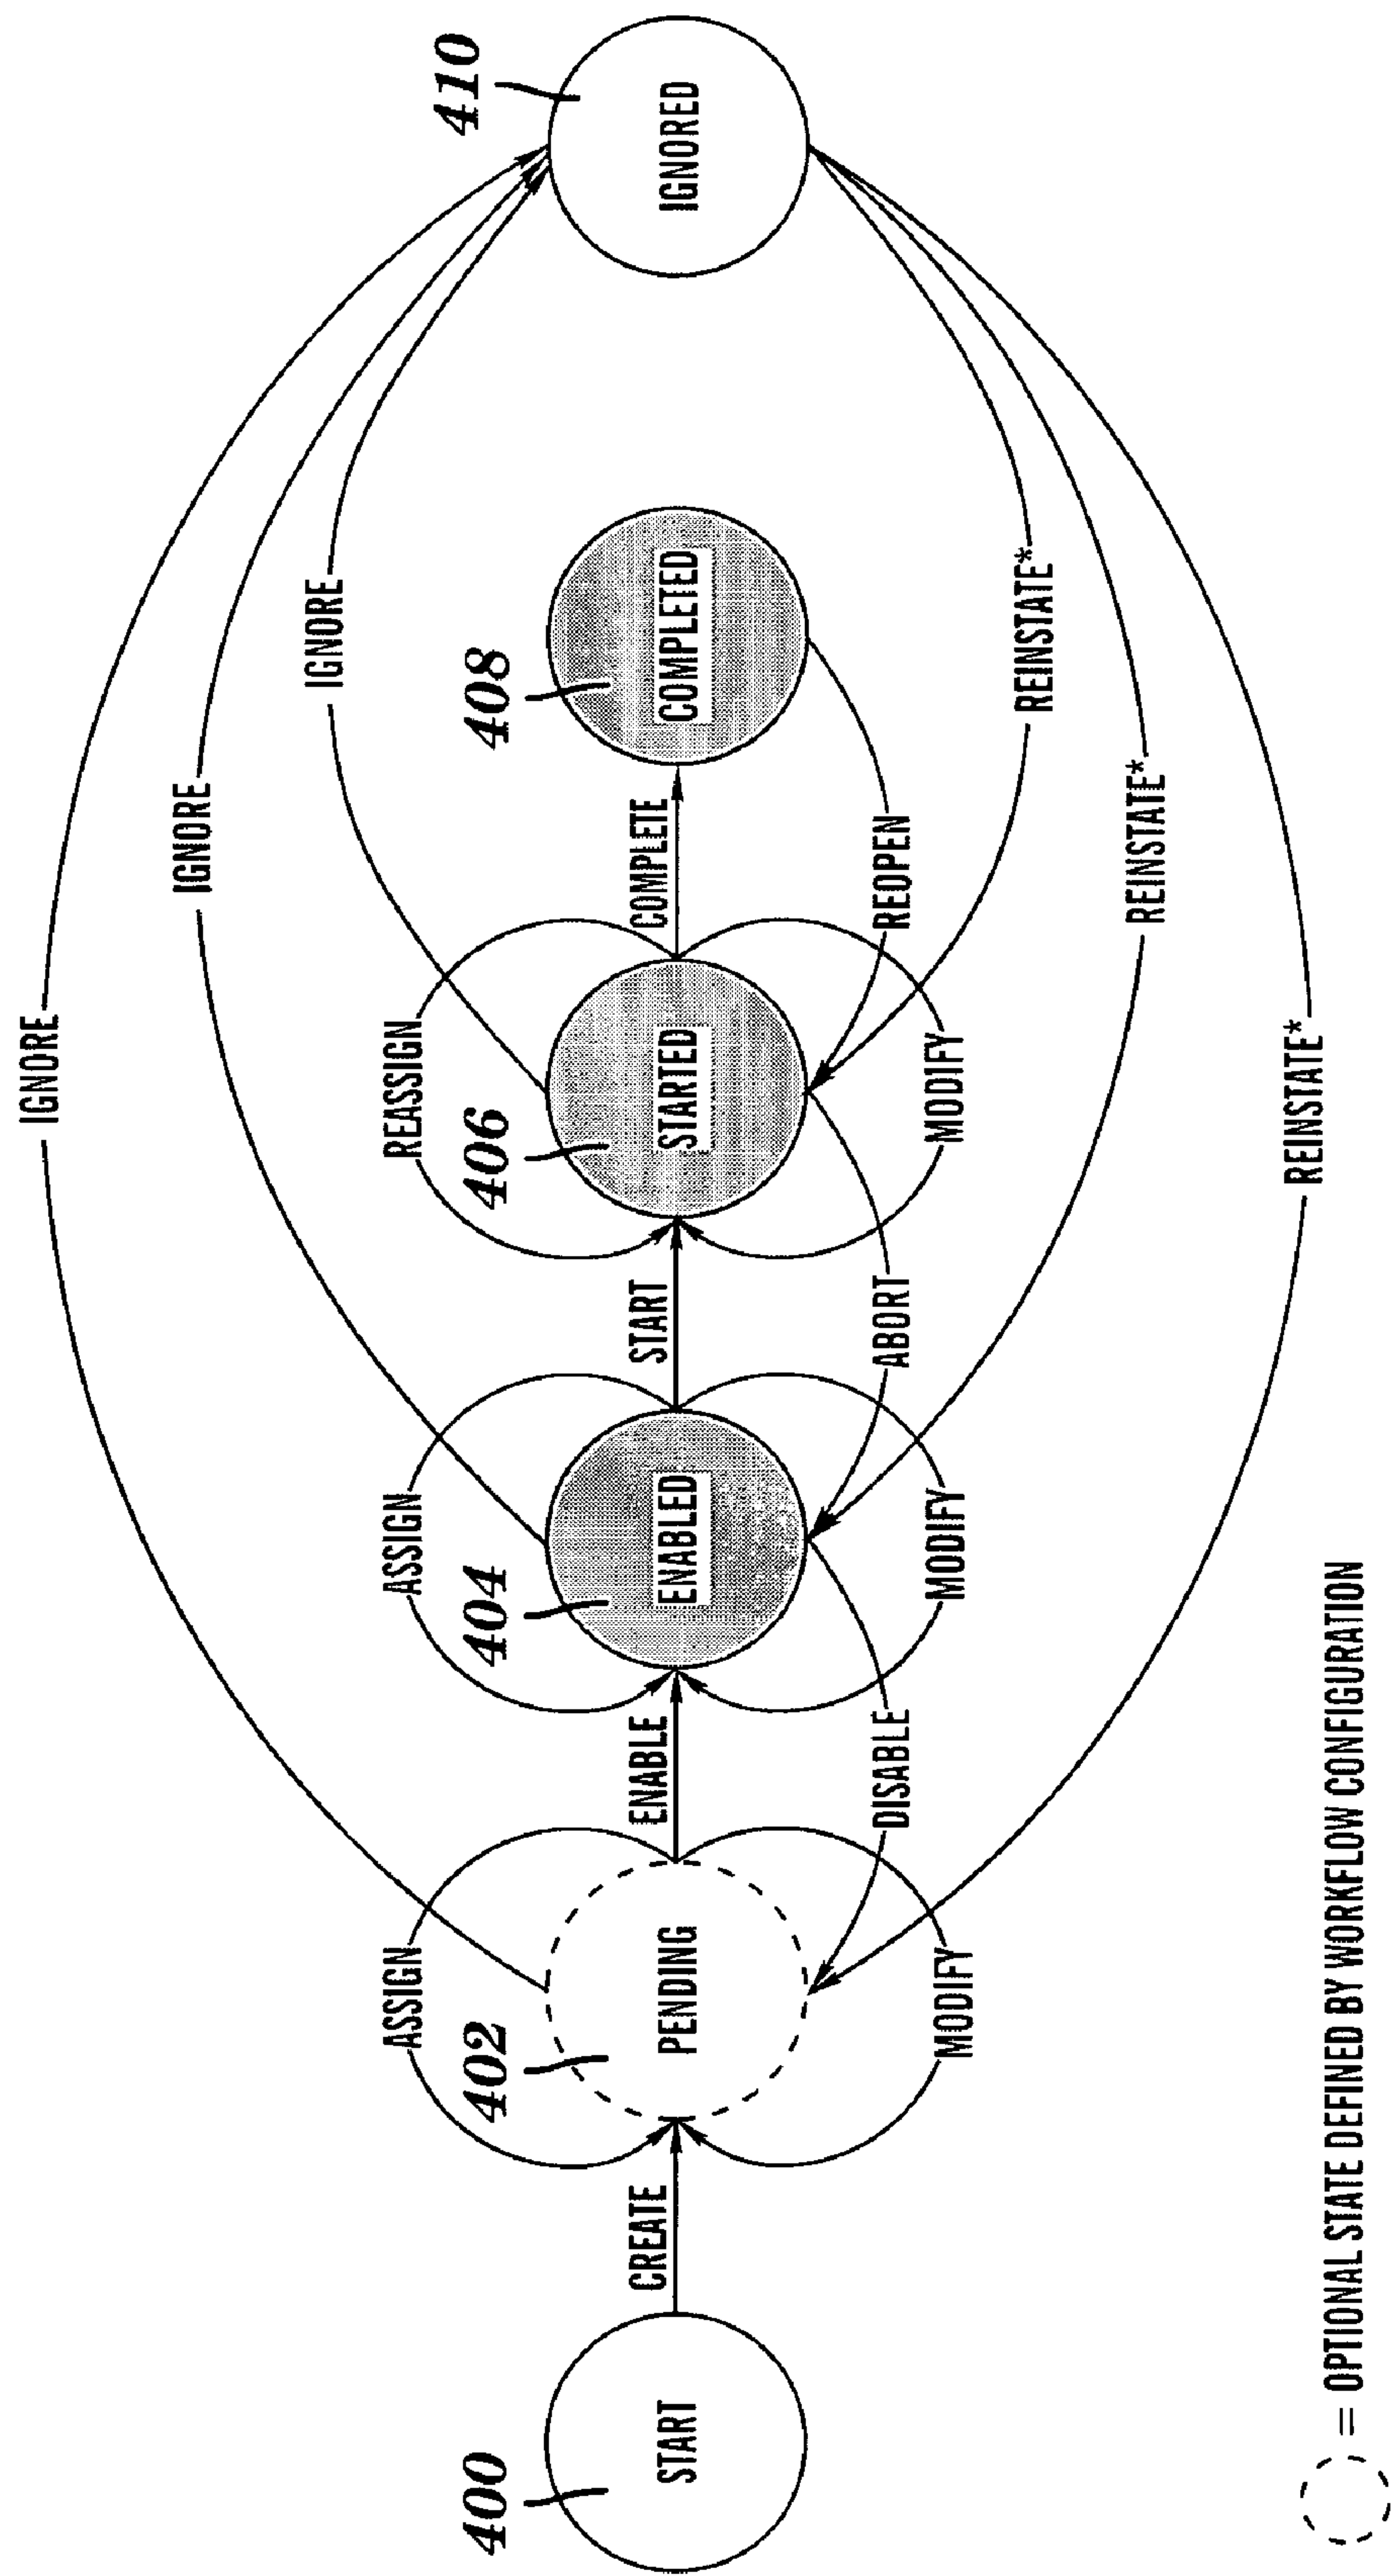 IGNORE
IGNORE
IGNORE
410
REASSIGN
ASSIGN
ASSIGN
408
406
404
402
400
START
CREATE
PENDING
ENABLE
ENABLED
START
STARTED
COMPLETE
COMPLETED
IGNORED
DISABLE
ABORT
REOPEN
MODIFY
MODIFY
MODIFY
REINSTATE*
REINSTATE*
REINSTATE*
= OPTIONAL STATE DEFINED BY WORKFLOW CONFIGURATION